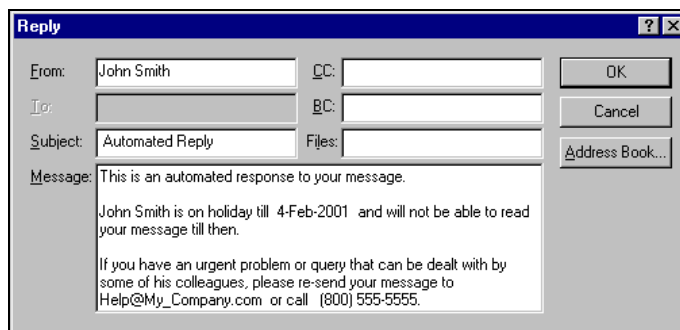 Reply
From: John Smith CC: OK
To: BC: Cancel
Subject: Automated Reply Files: Address Book...
Message: This is an automated response to your message.
John Smith is on holiday till 4-Feb-2001 and will not be able to read
your message till then.
If you have an urgent problem or query that can be dealt with by
some of his colleagues, please re-send your message to
Help@My_Company.com or call (800) 555-5555.